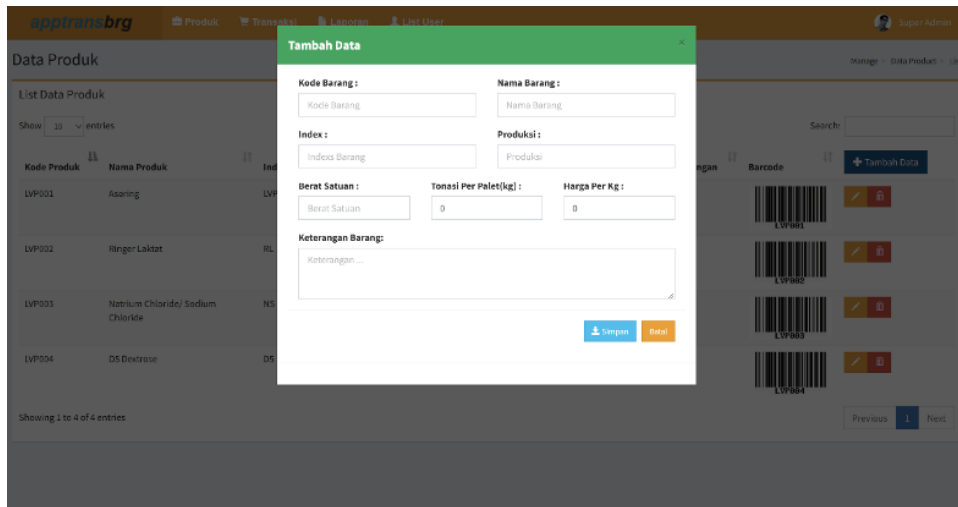 apptransbrg Produk Transaksi Laporan List User Super Admin
Data Produk
Manage - Data Product -
List Data Produk
Show 10 entries
Search:
Kode Produk Nama Produk Ind ngan Barcode Tambah Data
LVP001 Asering LVP
LVP001
LVP002 Ringer Laktat RL
LVP002
LVP003 Natrium Chloride/ Sodium Chloride NS
LVP003
LVP004 D5 Dextrose D5
LVP004
Showing 1 to 4 of 4 entries
Previous 1 Next
Tambah Data ×
Kode Barang : Nama Barang :
Kode Barang Nama Barang
Index : Produksi :
Indexs Barang Produksi
Berat Satuan : Tonasi Per Palet(kg) : Harga Per Kg :
Berat Satuan 0 0
Keterangan Barang:
Keterangan ...
Simpan Batal